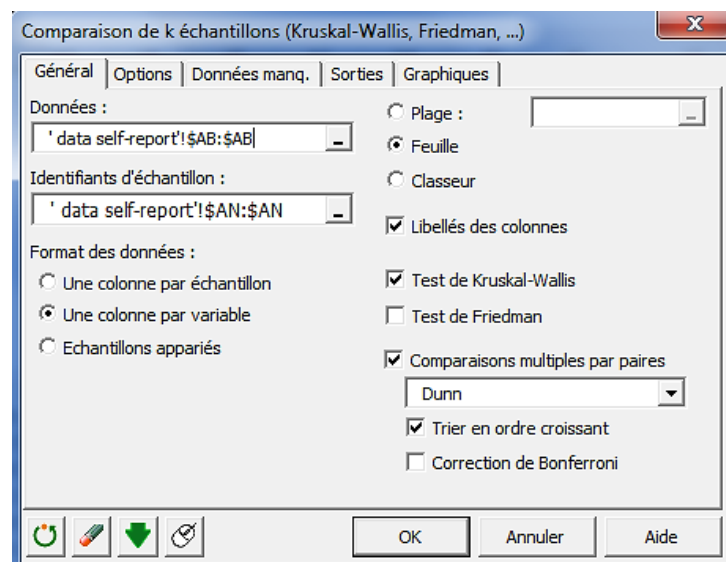 Comparaison de k échantillons (Kruskal-Wallis, Friedman, ...)
Général
Options
Données manq.
Sorties
Graphiques
Données :
' data self-report'!$AB:$AB
Identifiants d'échantillon :
' data self-report'!$AN:$AN
Format des données :
Une colonne par échantillon
Une colonne par variable
Echantillons appariés
Plage :
Feuille
Classeur
Libellés des colonnes
Test de Kruskal-Wallis
Test de Friedman
Comparaisons multiples par paires
Dunn
Trier en ordre croissant
Correction de Bonferroni
OK
Annuler
Aide